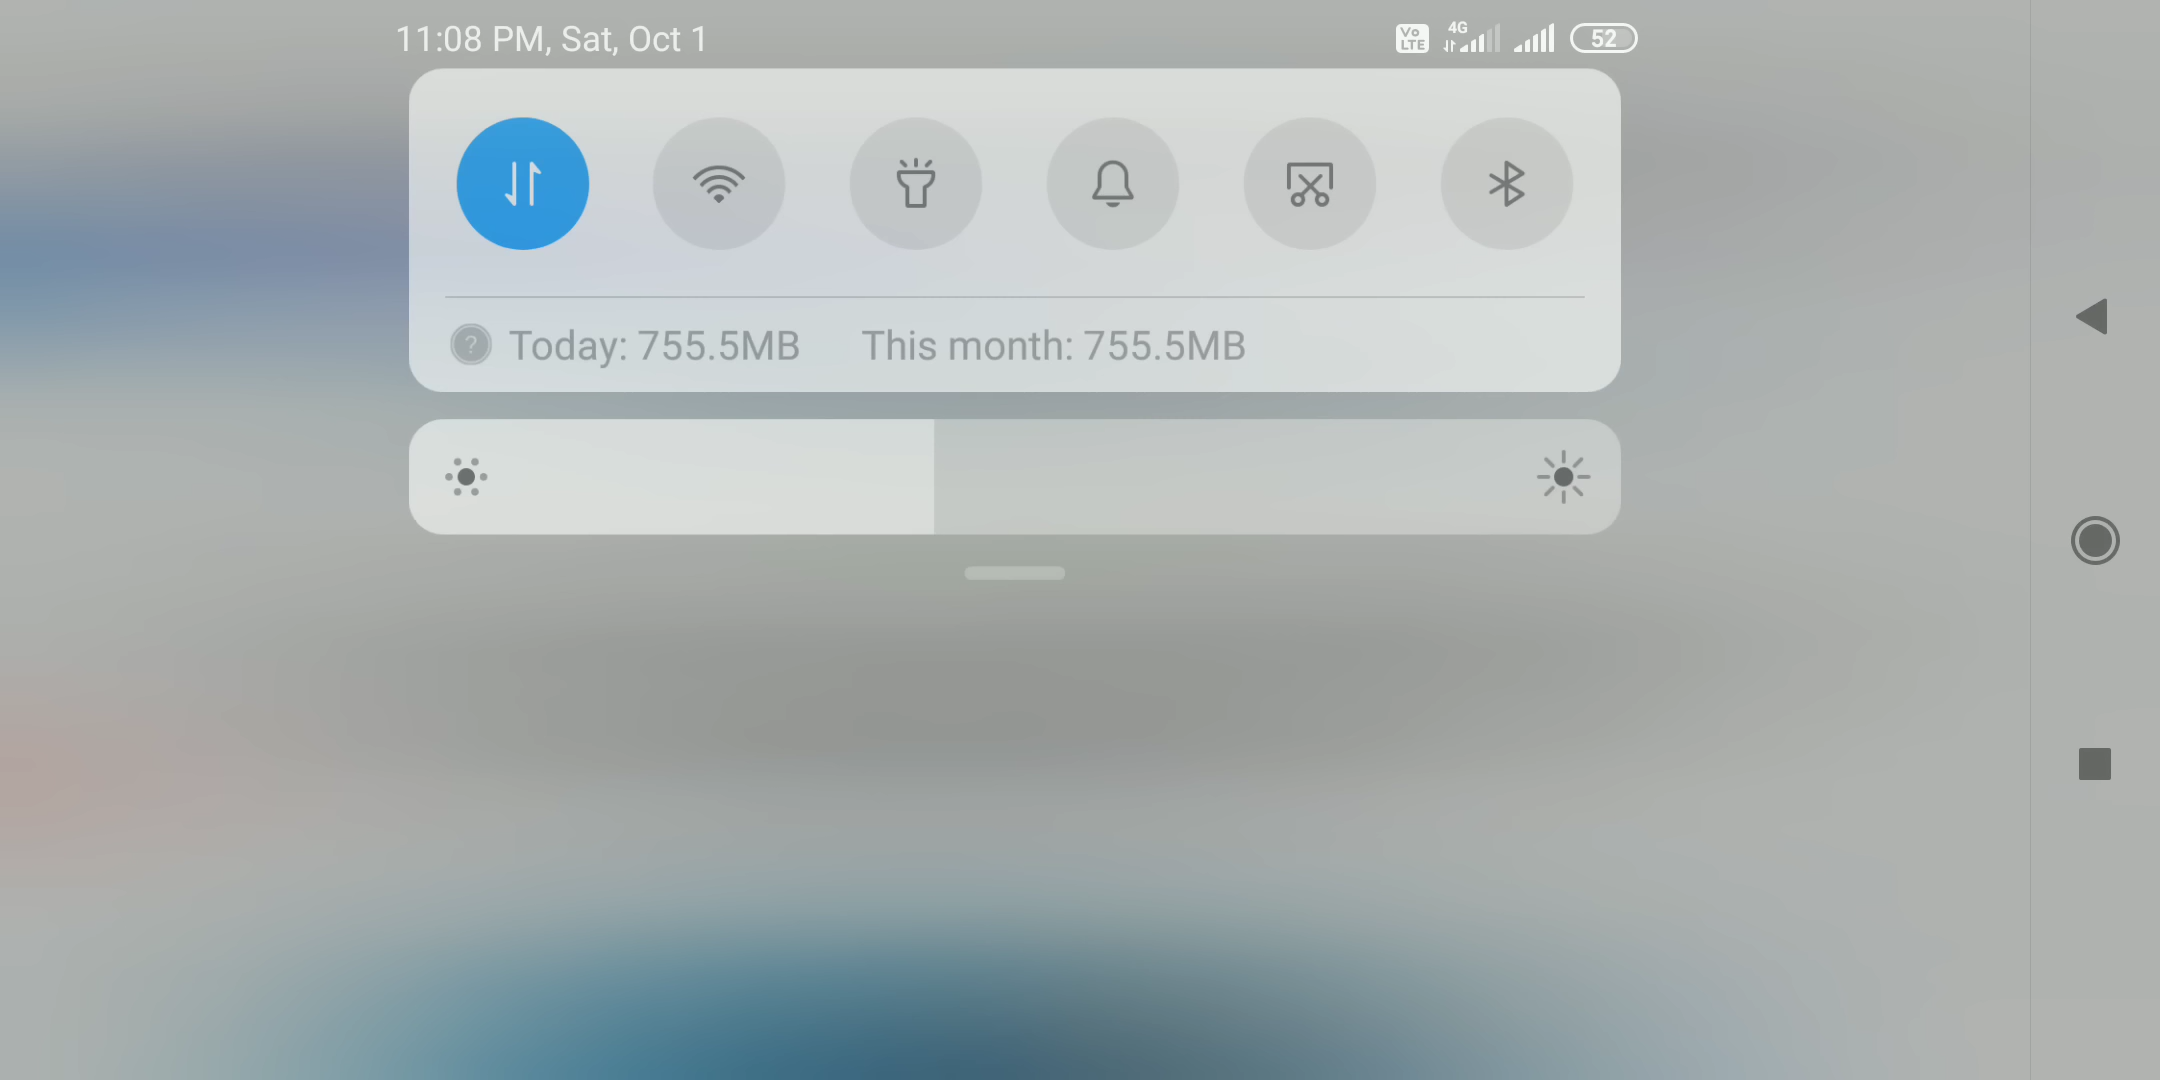 11:08 PM, Sat, Oct 1
Vo
LTE
4G
52
? Today: 755.5MB This month: 755.5MB